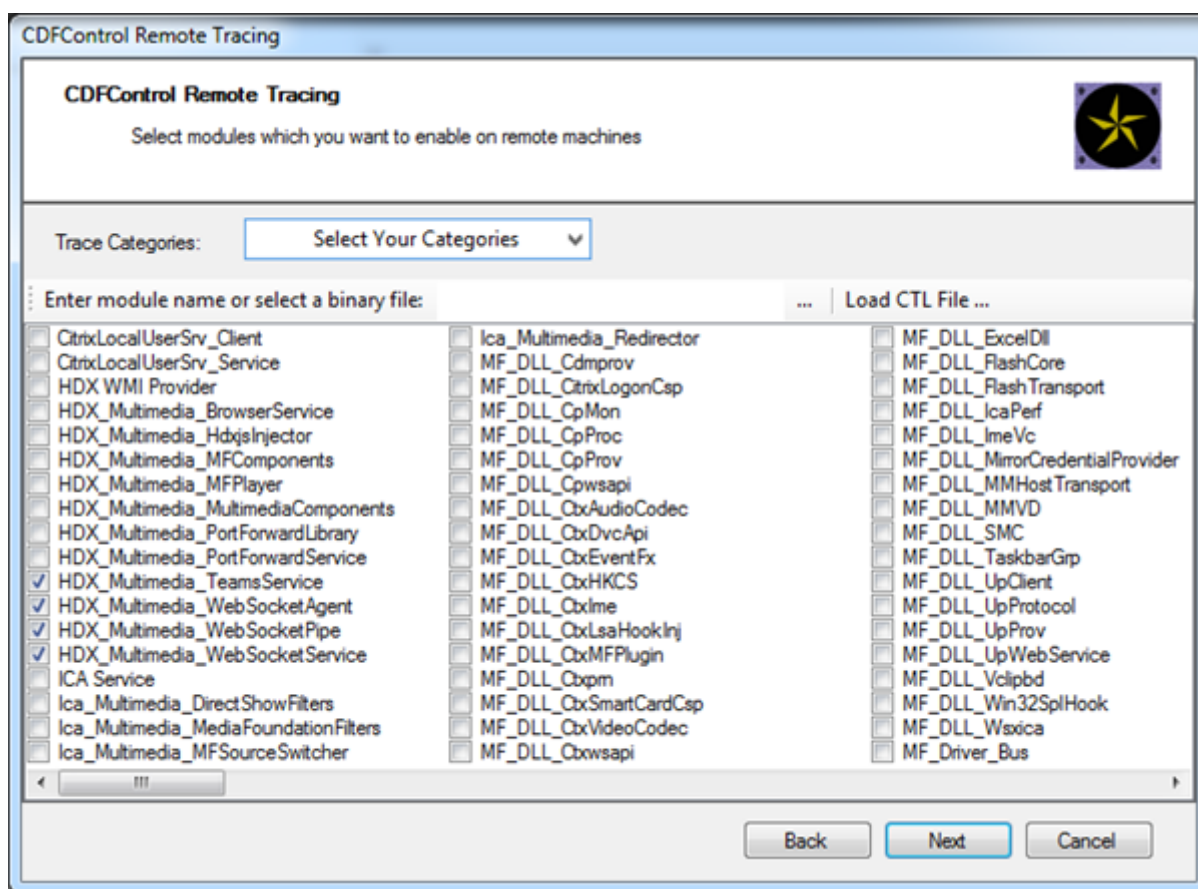 CDFControl Remote Tracing
CDFControl Remote Tracing
Select modules which you want to enable on remote machines
Trace Categories:
Select Your Categories
Enter module name or select a binary file:
...
Load CTL File ...
CitrixLocalUserSrv_Client
CitrixLocalUserSrv_Service
HDX WMI Provider
HDX_Multimedia_BrowserService
HDX_Multimedia_HdxjsInjector
HDX_Multimedia_MFComponents
HDX_Multimedia_MFPlayer
HDX_Multimedia_MultimediaComponents
HDX_Multimedia_PortForwardLibrary
HDX_Multimedia_PortForwardService
HDX_Multimedia_TeamsService
HDX_Multimedia_WebSocketAgent
HDX_Multimedia_WebSocketPipe
HDX_Multimedia_WebSocketService
ICA Service
Ica_Multimedia_DirectShowFilters
Ica_Multimedia_MediaFoundationFilters
Ica_Multimedia_MFSourceSwitcher
Ica_Multimedia_Redirector
MF_DLL_Cdmprov
MF_DLL_CitrixLogonCsp
MF_DLL_CpMon
MF_DLL_CpProc
MF_DLL_CpProv
MF_DLL_Cpwsapi
MF_DLL_CtxAudioCodec
MF_DLL_CtxDvcApi
MF_DLL_CtxEventFx
MF_DLL_CtxHKCS
MF_DLL_CtxIme
MF_DLL_CtxLsaHookInj
MF_DLL_CtxMFPlugin
MF_DLL_Ctxpm
MF_DLL_CtxSmartCardCsp
MF_DLL_CtxVideoCodec
MF_DLL_Ctxwsapi
MF_DLL_ExcelDll
MF_DLL_FlashCore
MF_DLL_FlashTransport
MF_DLL_IcaPerf
MF_DLL_ImeVc
MF_DLL_MirrorCredentialProvider
MF_DLL_MMHostTransport
MF_DLL_MMVD
MF_DLL_SMC
MF_DLL_TaskbarGrp
MF_DLL_UpClient
MF_DLL_UpProtocol
MF_DLL_UpProv
MF_DLL_UpWebService
MF_DLL_Vclipbd
MF_DLL_Win32SplHook
MF_DLL_Wsxica
MF_Driver_Bus
Back
Next
Cancel